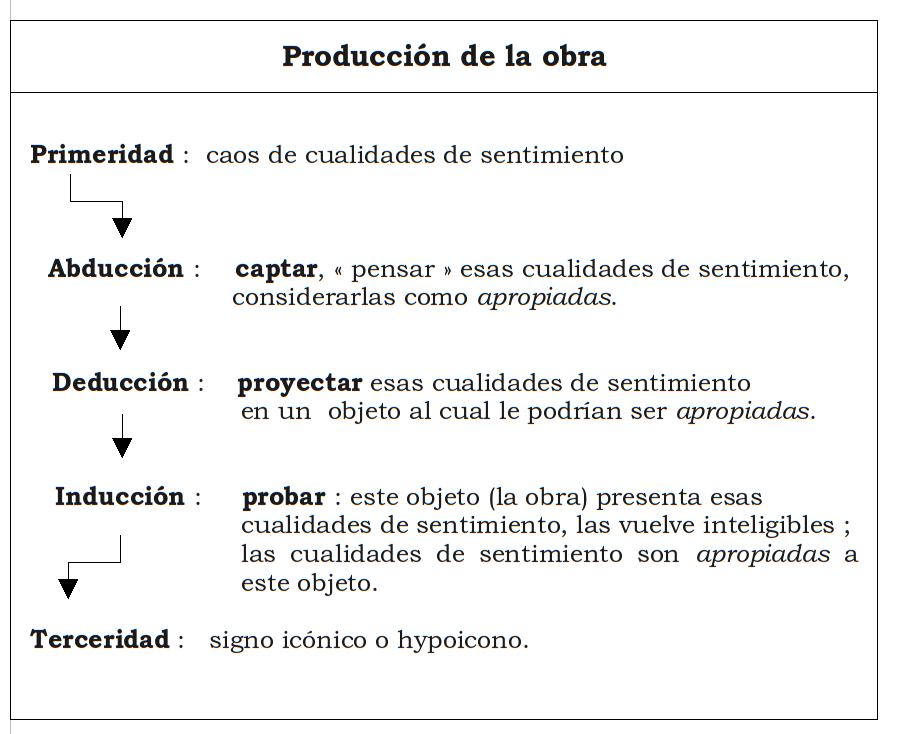 Producción de la obra
Primeridad : caos de cualidades de sentimiento
Abducción : captar, « pensar » esas cualidades de sentimiento,
considerarlas como apropiadas.
Deducción : proyectar esas cualidades de sentimiento
en un objeto al cual le podrían ser apropiadas.
Inducción : probar : este objeto (la obra) presenta esas
cualidades de sentimiento, las vuelve inteligibles ;
las cualidades de sentimiento son apropiadas a
este objeto.
Terceridad : signo icónico o hypoicono.